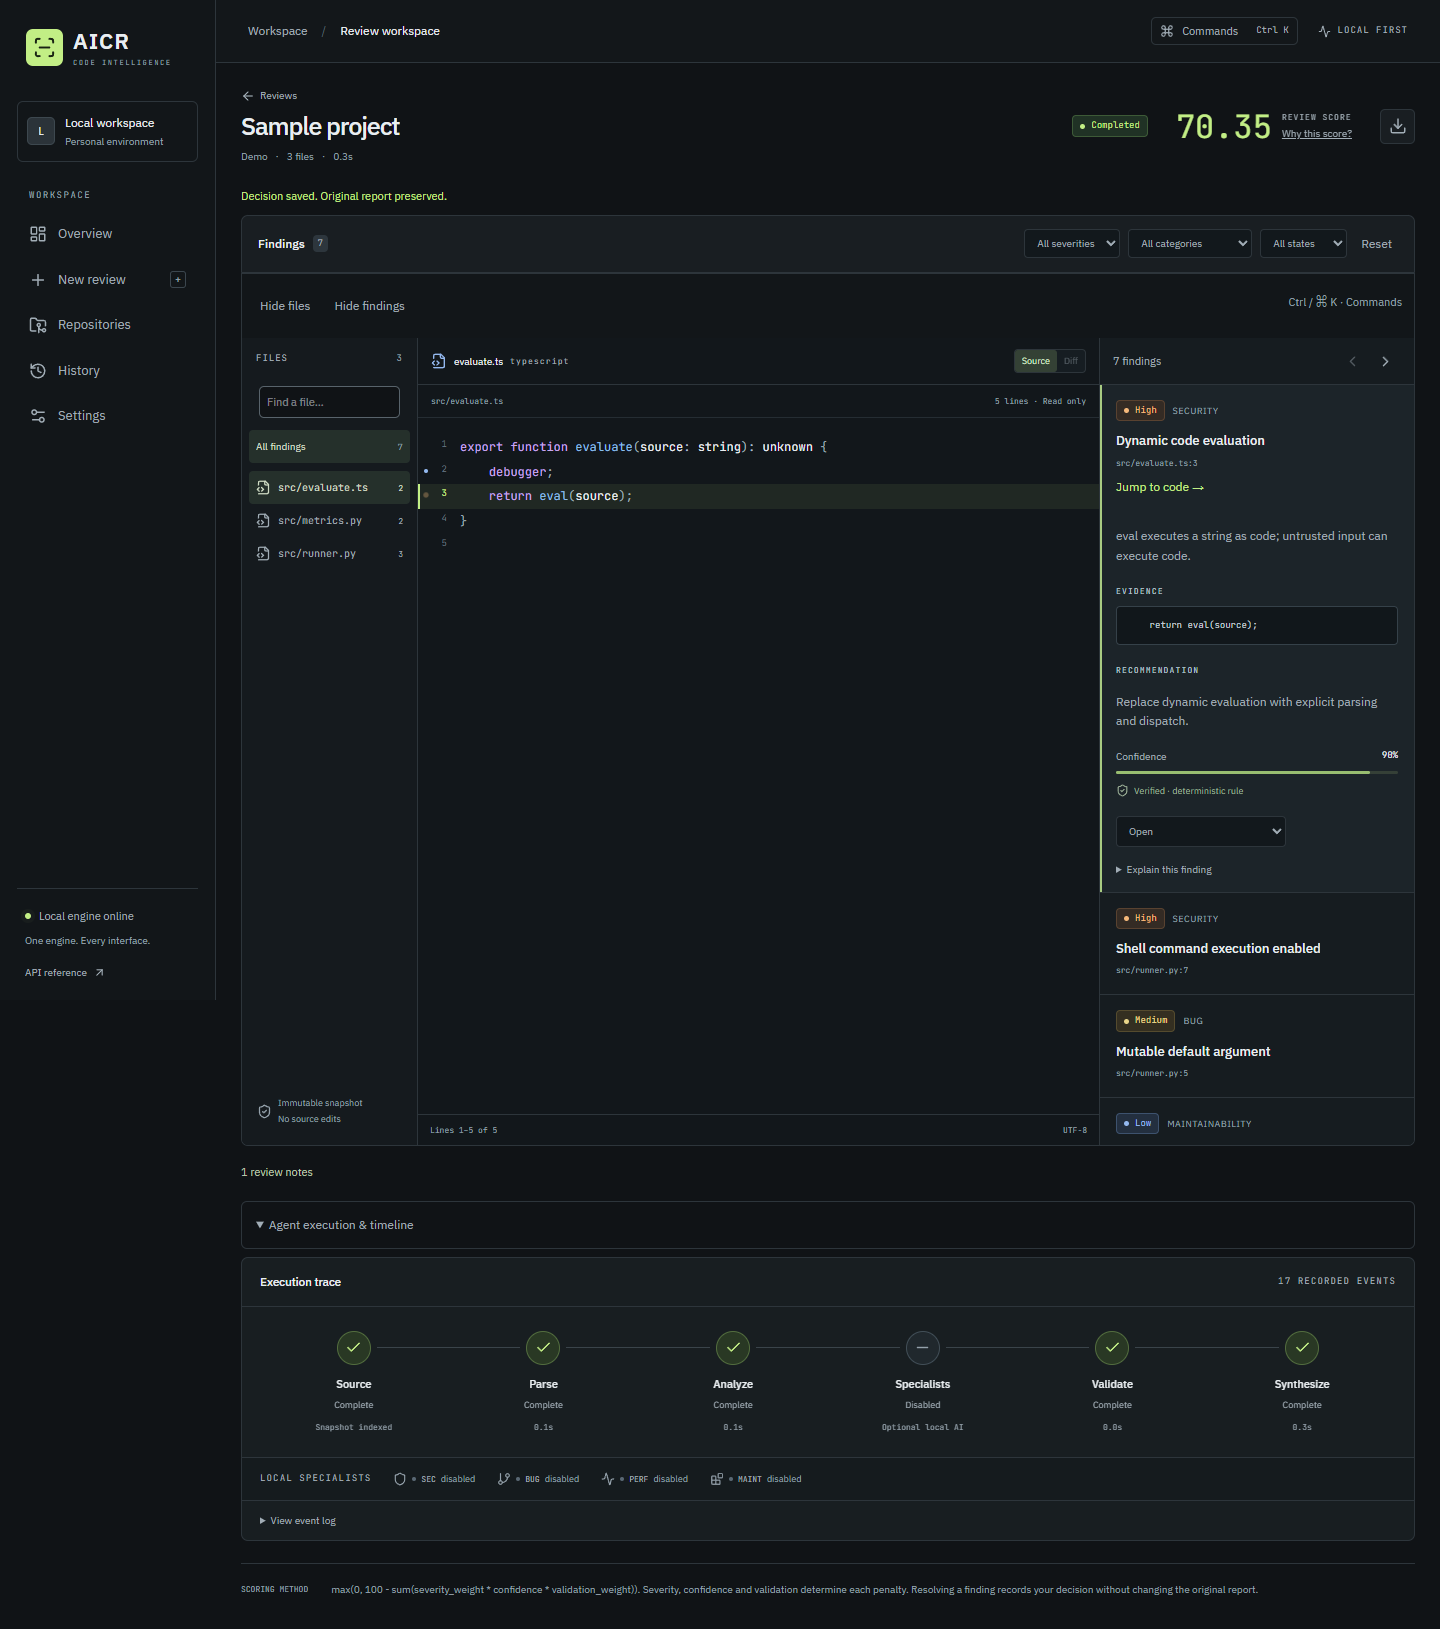 AICR
CODE INTELLIGENCE
L
Local workspace
Personal environment
WORKSPACE
Overview
New review
+
Repositories
History
Settings
Local engine online
One engine. Every interface.
API reference
Workspace / Review workspace
Commands Ctrl K
LOCAL FIRST
Reviews
Sample project
Demo · 3 files · 0.3s
Completed
70.35
REVIEW SCORE
Why this score?
Decision saved. Original report preserved.
Findings 7
All severities
All categories
All states
Reset
Hide files
Hide findings
Ctrl / ⌘ K · Commands
FILES 3
Find a file...
All findings 7
src/evaluate.ts 2
src/metrics.py 2
src/runner.py 3
Immutable snapshot
No source edits
evaluate.ts typescript
Source Diff
src/evaluate.ts
5 lines · Read only
1 export function evaluate(source: string): unknown {
2 debugger;
3 return eval(source);
4 }
5
Lines 1–5 of 5
UTF-8
7 findings
High SECURITY
Dynamic code evaluation
src/evaluate.ts:3
Jump to code →
eval executes a string as code; untrusted input can
execute code.
EVIDENCE
return eval(source);
RECOMMENDATION
Replace dynamic evaluation with explicit parsing
and dispatch.
Confidence 90%
Verified · deterministic rule
Open
Explain this finding
High SECURITY
Shell command execution enabled
src/runner.py:7
Medium BUG
Mutable default argument
src/runner.py:5
Low MAINTAINABILITY
1 review notes
Agent execution & timeline
Execution trace
17 RECORDED EVENTS
Source
Complete
Snapshot indexed
Parse
Complete
0.1s
Analyze
Complete
0.1s
Specialists
Disabled
Optional local AI
Validate
Complete
0.0s
Synthesize
Complete
0.3s
LOCAL SPECIALISTS
SEC disabled
BUG disabled
PERF disabled
MAINT disabled
View event log
SCORING METHOD
max(0, 100 - sum(severity_weight * confidence * validation_weight)). Severity, confidence and validation determine each penalty. Resolving a finding records your decision without changing the original report.